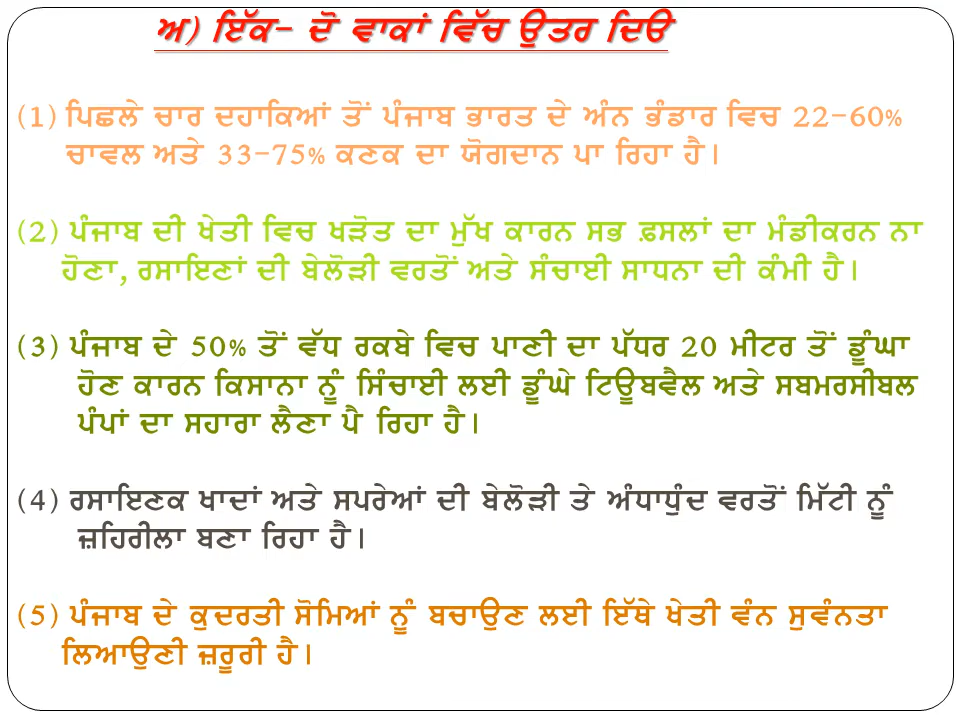 ਅ) ਇੱਕ- ਦੋ ਵਾਕਾਂ ਵਿੱਚ ਉਤਰ ਦਿਓ
(1) ਪਿਛਲੇ ਚਾਰ ਦਹਾਕਿਆਂ ਤੋਂ ਪੰਜਾਬ ਭਾਰਤ ਦੇ ਅੰਨ ਭੰਡਾਰ ਵਿਚ 22-60%
ਚਾਵਲ ਅਤੇ 33-75% ਕਣਕ ਦਾ ਯੋਗਦਾਨ ਪਾ ਰਿਹਾ ਹੈ।
(2) ਪੰਜਾਬ ਦੀ ਖੇਤੀ ਵਿਚ ਖੜੋਤ ਦਾ ਮੁੱਖ ਕਾਰਨ ਸਭ ਫ਼ਸਲਾਂ ਦਾ ਮੰਡੀਕਰਨ ਨਾ
ਹੋਣਾ, ਰਸਾਇਣਾਂ ਦੀ ਬੇਲੋੜੀ ਵਰਤੋਂ ਅਤੇ ਸੰਚਾਈ ਸਾਧਨਾ ਦੀ ਕੰਮੀ ਹੈ।
(3) ਪੰਜਾਬ ਦੇ 50% ਤੋਂ ਵੱਧ ਰਕਬੇ ਵਿਚ ਪਾਣੀ ਦਾ ਪੱਧਰ 20 ਮੀਟਰ ਤੋਂ ਡੂੰਘਾ
ਹੋਣ ਕਾਰਨ ਕਿਸਾਨਾ ਨੂੰ ਸਿੰਚਾਈ ਲਈ ਡੂੰਘੇ ਟਿਊਬਵੈਲ ਅਤੇ ਸਬਮਰਸੀਬਲ
ਪੰਪਾਂ ਦਾ ਸਹਾਰਾ ਲੈਣਾ ਪੈ ਰਿਹਾ ਹੈ।
(4) ਰਸਾਇਣਕ ਖਾਦਾਂ ਅਤੇ ਸਪਰੇਆਂ ਦੀ ਬੇਲੋੜੀ ਤੇ ਅੰਧਾਧੁੰਦ ਵਰਤੋਂ ਮਿੱਟੀ ਨੂੰ
ਜ਼ਹਿਰੀਲਾ ਬਣਾ ਰਿਹਾ ਹੈ।
(5) ਪੰਜਾਬ ਦੇ ਕੁਦਰਤੀ ਸੋਮਿਆਂ ਨੂੰ ਬਚਾਉਣ ਲਈ ਇੱਥੇ ਖੇਤੀ ਵੰਨ ਸੁਵੰਨਤਾ
ਲਿਆਉਣੀ ਜ਼ਰੂਰੀ ਹੈ।